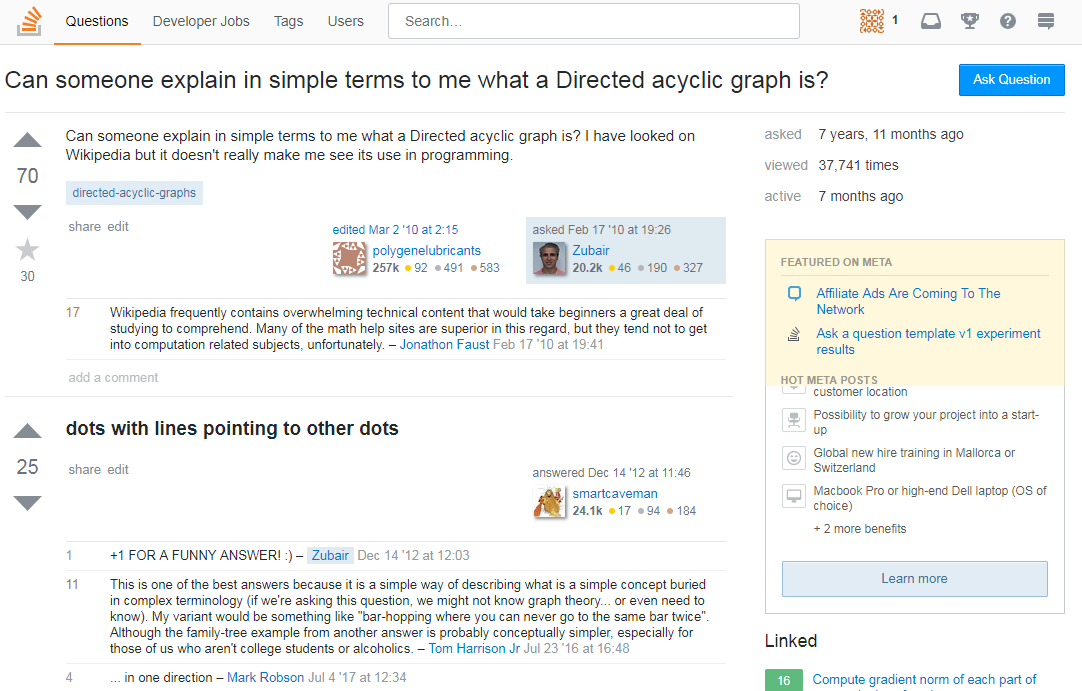 Questions Developer Jobs Tags Users Search... 1
Can someone explain in simple terms to me what a Directed acyclic graph is?
Ask Question
70
Can someone explain in simple terms to me what a Directed acyclic graph is? I have looked on
Wikipedia but it doesn't really make me see its use in programming.
directed-acyclic-graphs
share edit
30
edited Mar 2 '10 at 2:15
polygenelubricants
257k 92 491 583
asked Feb 17 '10 at 19:26
Zubair
20.2k 46 190 327
17 Wikipedia frequently contains overwhelming technical content that would take beginners a great deal of
studying to comprehend. Many of the math help sites are superior in this regard, but they tend not to get
into computation related subjects, unfortunately. – Jonathon Faust Feb 17 '10 at 19:41
add a comment
25
dots with lines pointing to other dots
share edit
answered Dec 14 '12 at 11:46
smartcaveman
24.1k 17 94 184
1 +1 FOR A FUNNY ANSWER! :) – Zubair Dec 14 '12 at 12:03
11 This is one of the best answers because it is a simple way of describing what is a simple concept buried
in complex terminology (if we're asking this question, we might not know graph theory... or even need to
know). My variant would be something like "bar-hopping where you can never go to the same bar twice".
Although the family-tree example from another answer is probably conceptually simpler, especially for
those of us who aren't college students or alcoholics. – Tom Harrison Jr Jul 23 '16 at 16:48
4 ... in one direction – Mark Robson Jul 4 '17 at 12:34
asked 7 years, 11 months ago
viewed 37,741 times
active 7 months ago
FEATURED ON META
Affiliate Ads Are Coming To The
Network
Ask a question template v1 experiment
results
HOT META POSTS
customer location
Possibility to grow your project into a start-
up
Global new hire training in Mallorca or
Switzerland
Macbook Pro or high-end Dell laptop (OS of
choice)
+ 2 more benefits
Learn more
Linked
16 Compute gradient norm of each part of